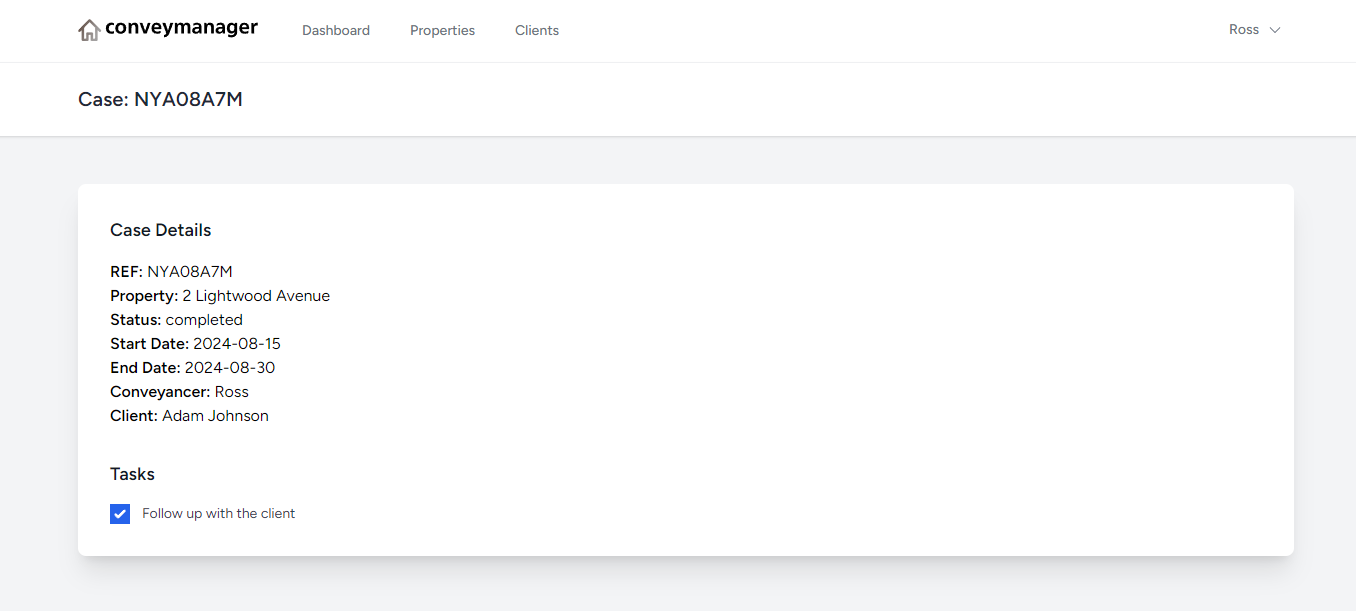 conveymanager
Dashboard
Properties
Clients
Ross
Case: NYA08A7M
Case Details
REF: NYA08A7M
Property: 2 Lightwood Avenue
Status: completed
Start Date: 2024-08-15
End Date: 2024-08-30
Conveyancer: Ross
Client: Adam Johnson
Tasks
Follow up with the client